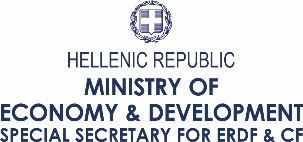 HELLENIC REPUBLIC
MINISTRY OF
ECONOMY & DEVELOPMENT
SPECIAL SECRETARY FOR ERDF & CF